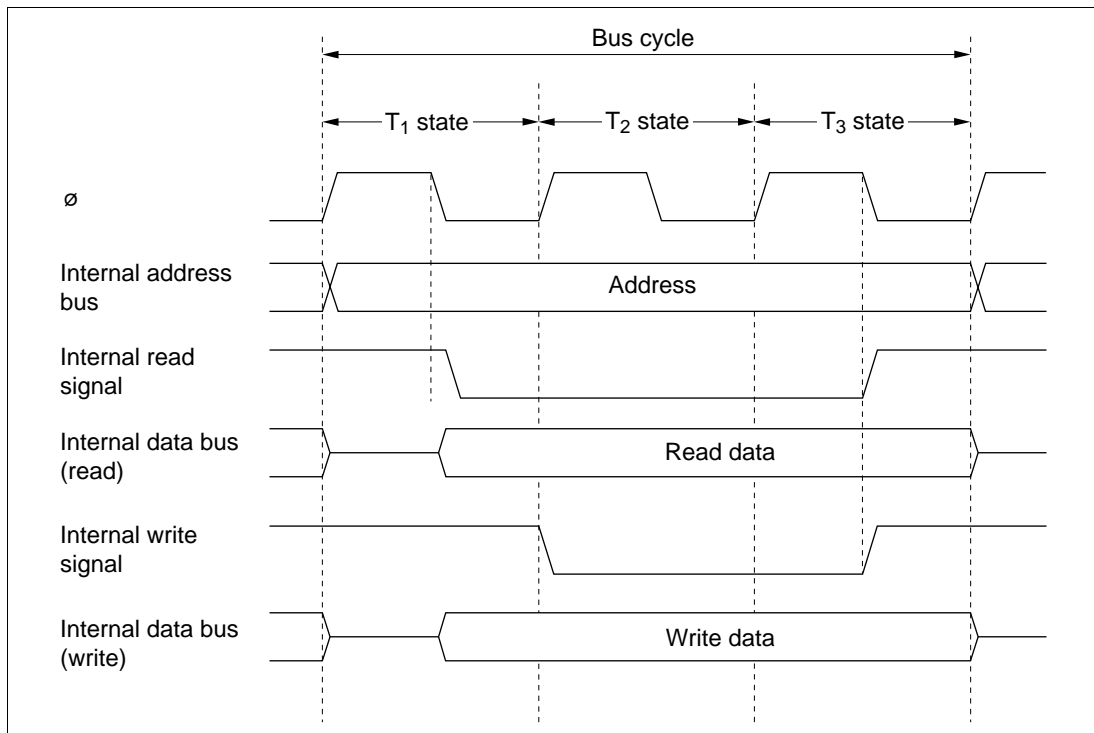 Bus cycle
T₁ state
T₂ state
T₃ state
ø
Internal address
bus
Address
Internal read
signal
Internal data bus
(read)
Read data
Internal write
signal
Internal data bus
(write)
Write data